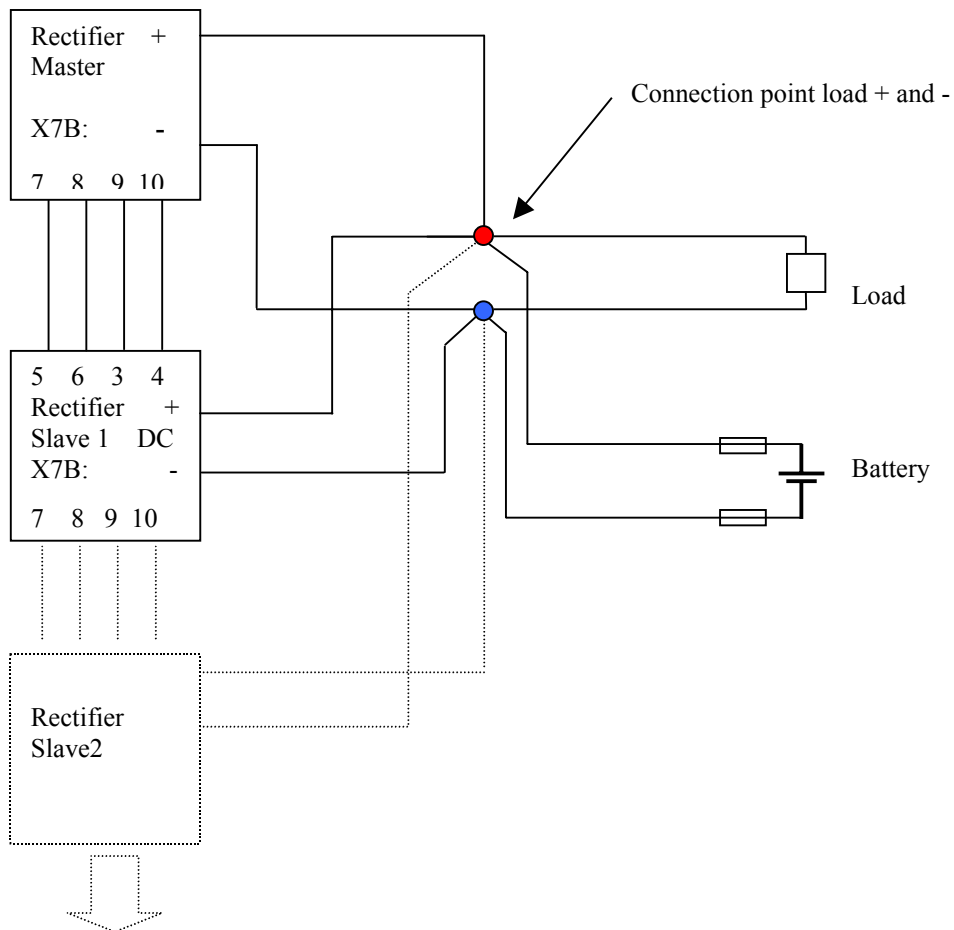 Rectifier +
Master
X7B: -
7 8 9 10
Connection point load + and -
Load
5 6 3 4
Rectifier +
Slave 1 DC
X7B: -
7 8 9 10
Battery
Rectifier
Slave2